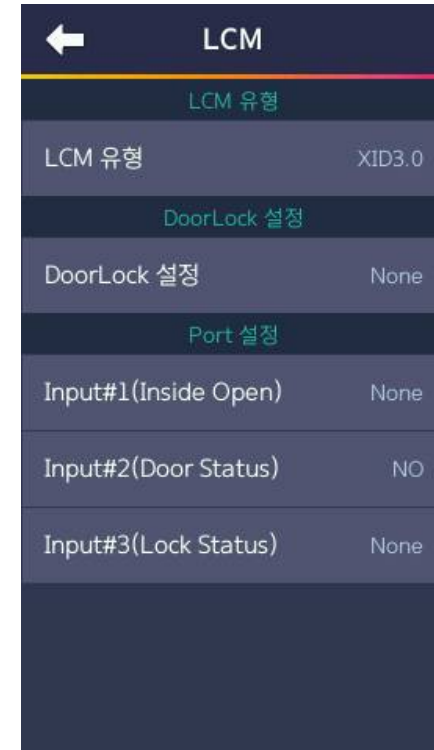 LCM
LCM 유형
LCM 유형 XID3.0
DoorLock 설정
DoorLock 설정 None
Port 설정
Input#1(Inside Open) None
Input#2(Door Status) NO
Input#3(Lock Status) None